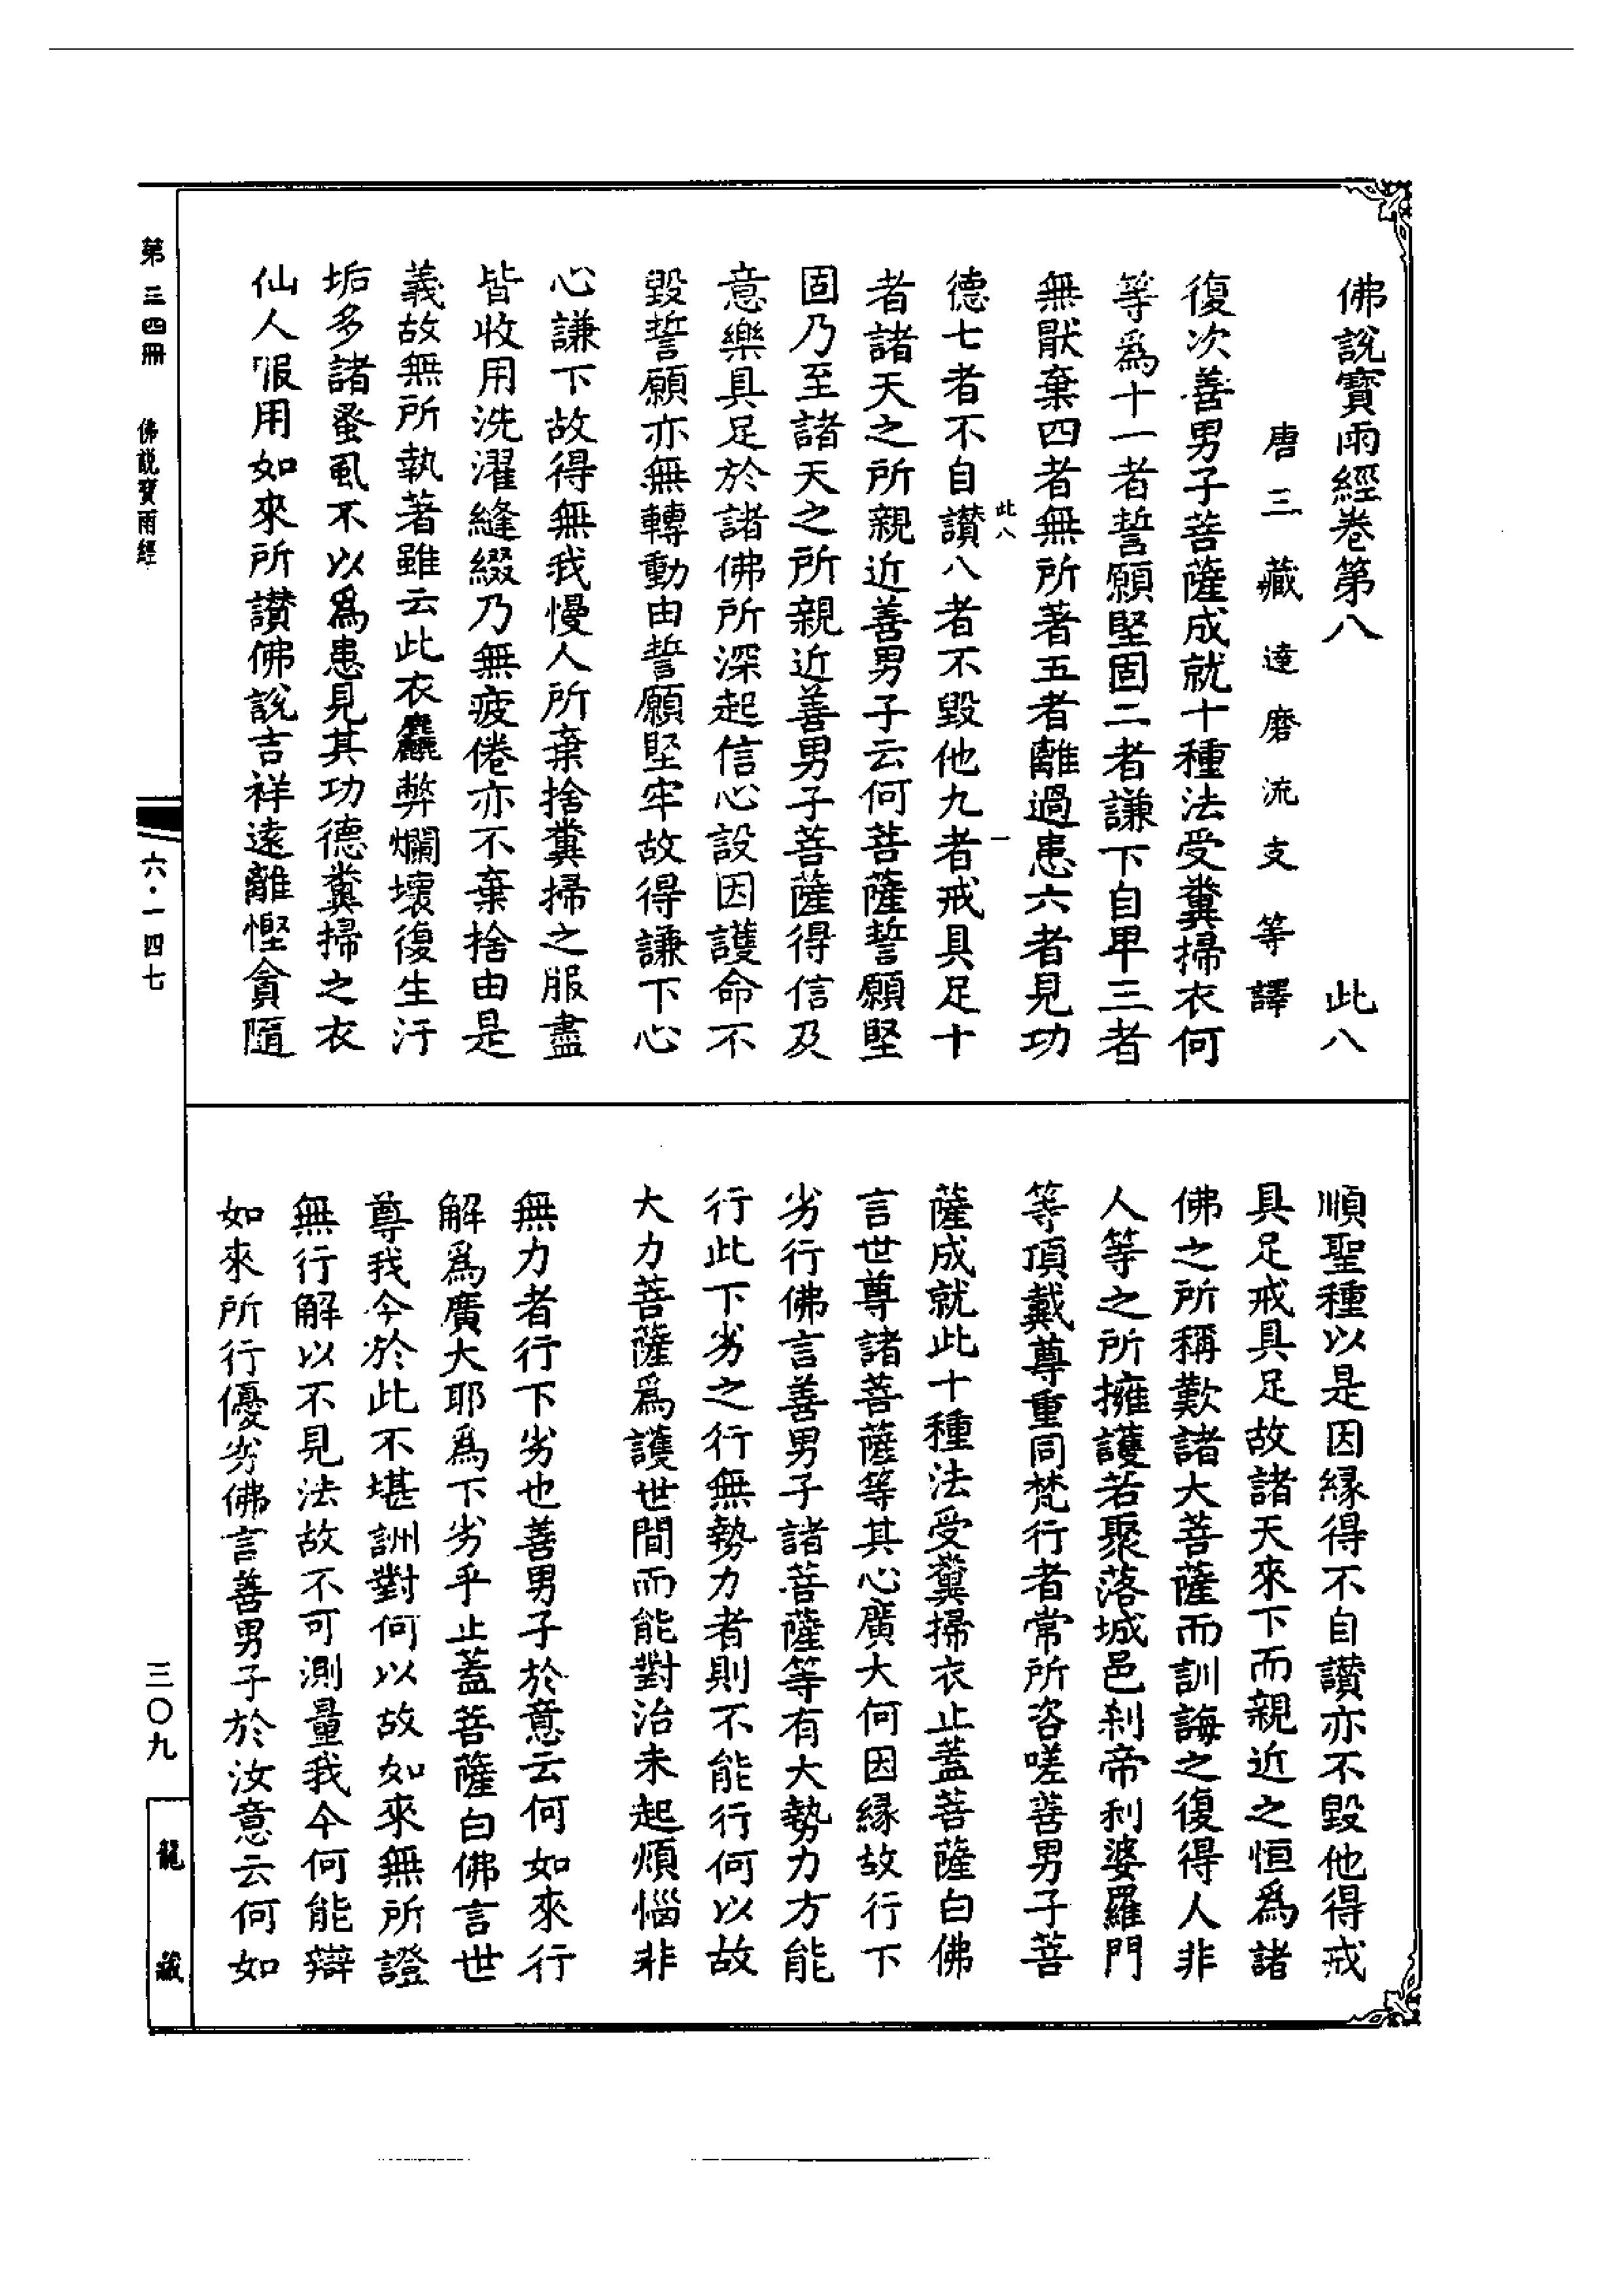 佛說寶雨經卷第八　此八
唐三藏達磨流支等譯
復次善男子菩薩成就十種法受糞掃衣何
等爲十一者誓願堅固二者謙下自卑三者
無猒棄四者無所著五者離過患六者見功
此八　一
德七者不自讚八者不毀他九者戒具足十
者諸天之所親近善男子云何菩薩誓願堅
固乃至諸天之所親近善男子菩薩得信及
意樂具足於諸佛所深起信心設因護命不
毀誓願亦無轉動由誓願堅牢故得謙下心
心謙下故得無我慢人所棄捨糞掃之服盡
皆收用洗濯縫綴乃無疲倦亦不棄捨由是
義故無所執著雖云此衣麤弊爛壞復生汙
垢多諸蚤虱不以爲患見其功德糞掃之衣
仙人服用如來所讚佛說吉祥遠離慳貪隨
順聖種以是因緣得不自讚亦不毀他得戒
具足戒具足故諸天來下而親近之恒爲諸
佛之所稱歎諸大菩薩而訓誨之復得人非
人等之所擁護若聚落城邑剎帝利婆羅門
等頂戴尊重同梵行者常所咨嗟善男子菩
薩成就此十種法受糞掃衣止蓋菩薩白佛
言世尊諸菩薩等其心廣大何因緣故行下
劣行佛言善男子諸菩薩等有大勢力方能
行此下劣之行無勢力者則不能行何以故
大力菩薩爲護世間而能對治未起煩惱非
無力者行下劣也善男子於意云何如來行
解爲廣大耶爲下劣乎止蓋菩薩白佛言世
尊我今於此不堪詶對何以故如來無所證
無行解以不見法故不可測量我今何能辯
如來所行優劣佛言善男子於汝意云何如
第三四冊　佛說寶雨經
六·一四七
三〇九
龍藏